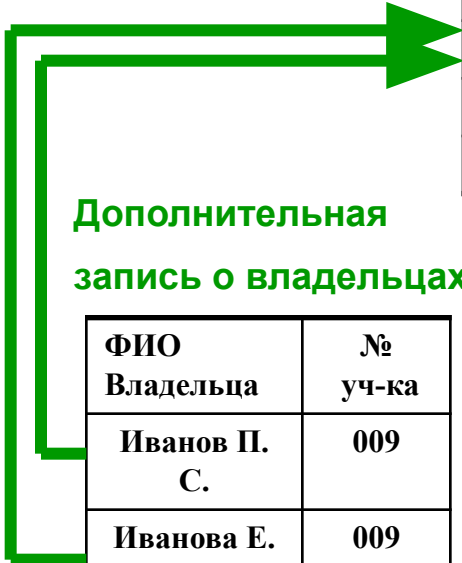 Дополнительная
запись о владельцах
ФИО Владельца № уч-ка
Иванов П. С. 009
Иванова Е. 009